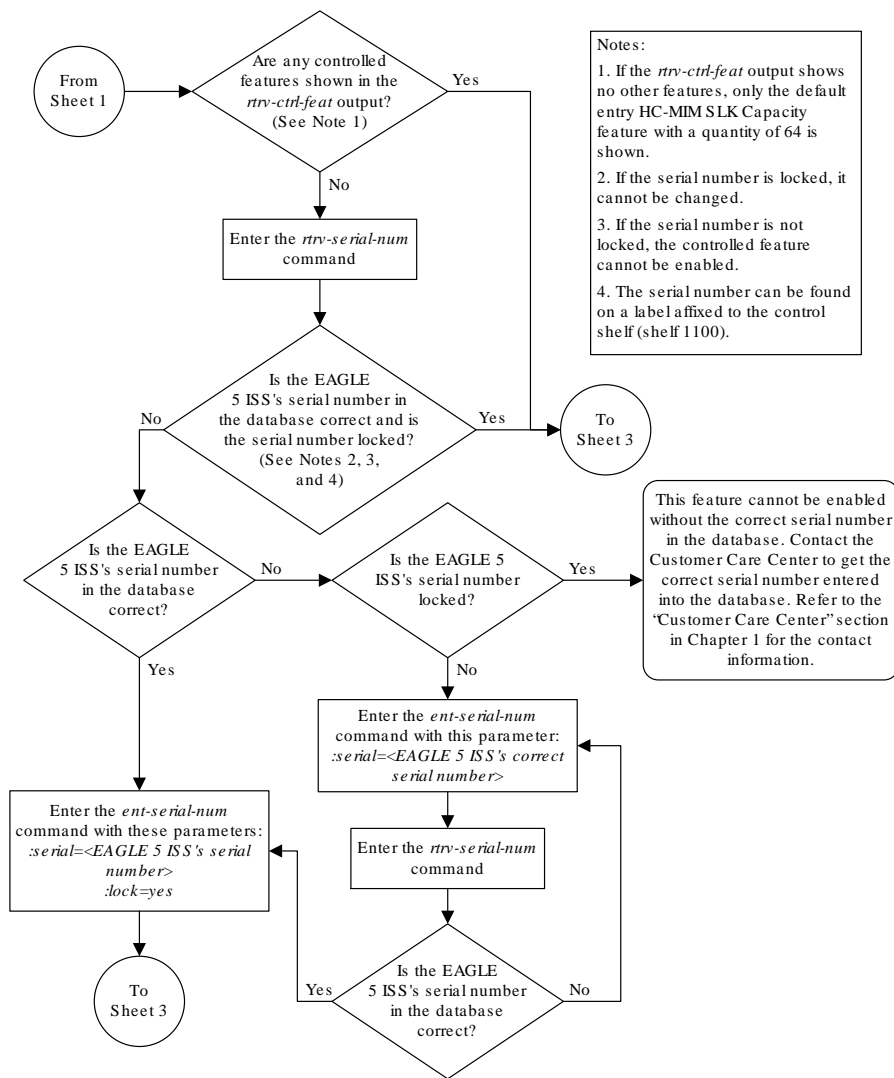 From
Sheet 1
Are any controlled
features shown in the
rtrv-ctrl-feat output?
(See Note 1)
Yes
No
Notes:
1. If the rtrv-ctrl-feat output shows
no other features, only the default
entry HC-MIM SLK Capacity
feature with a quantity of 64 is
shown.
2. If the serial number is locked, it
cannot be changed.
3. If the serial number is not
locked, the controlled feature
cannot be enabled.
4. The serial number can be found
on a label affixed to the control
shelf (shelf 1100).
Enter the rtrv-serial-num
command
Is the EAGLE
5 ISS's serial number in
the database correct and is
the serial number locked?
(See Notes 2, 3,
and 4)
No
Yes
To
Sheet 3
Is the EAGLE
5 ISS's serial number
in the database
correct?
No
Yes
Is the EAGLE 5
ISS's serial number
locked?
Yes
No
This feature cannot be enabled
without the correct serial number
in the database. Contact the
Customer Care Center to get the
correct serial number entered
into the database. Refer to the
“Customer Care Center” section
in Chapter 1 for the contact
information.
Enter the ent-serial-num
command with this parameter:
:serial=<EAGLE 5 ISS's correct
serial number>
Enter the rtrv-serial-num
command
Enter the ent-serial-num
command with these parameters:
:serial=<EAGLE 5 ISS's serial
number>
:lock=yes
Is the EAGLE
5 ISS's serial number
in the database
correct?
Yes
No
To
Sheet 3